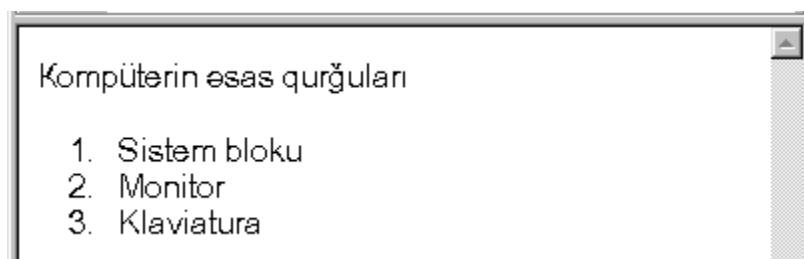 Kompüterin əsas qurğuları
1. Sistem bloku
2. Monitor
3. Klaviatura